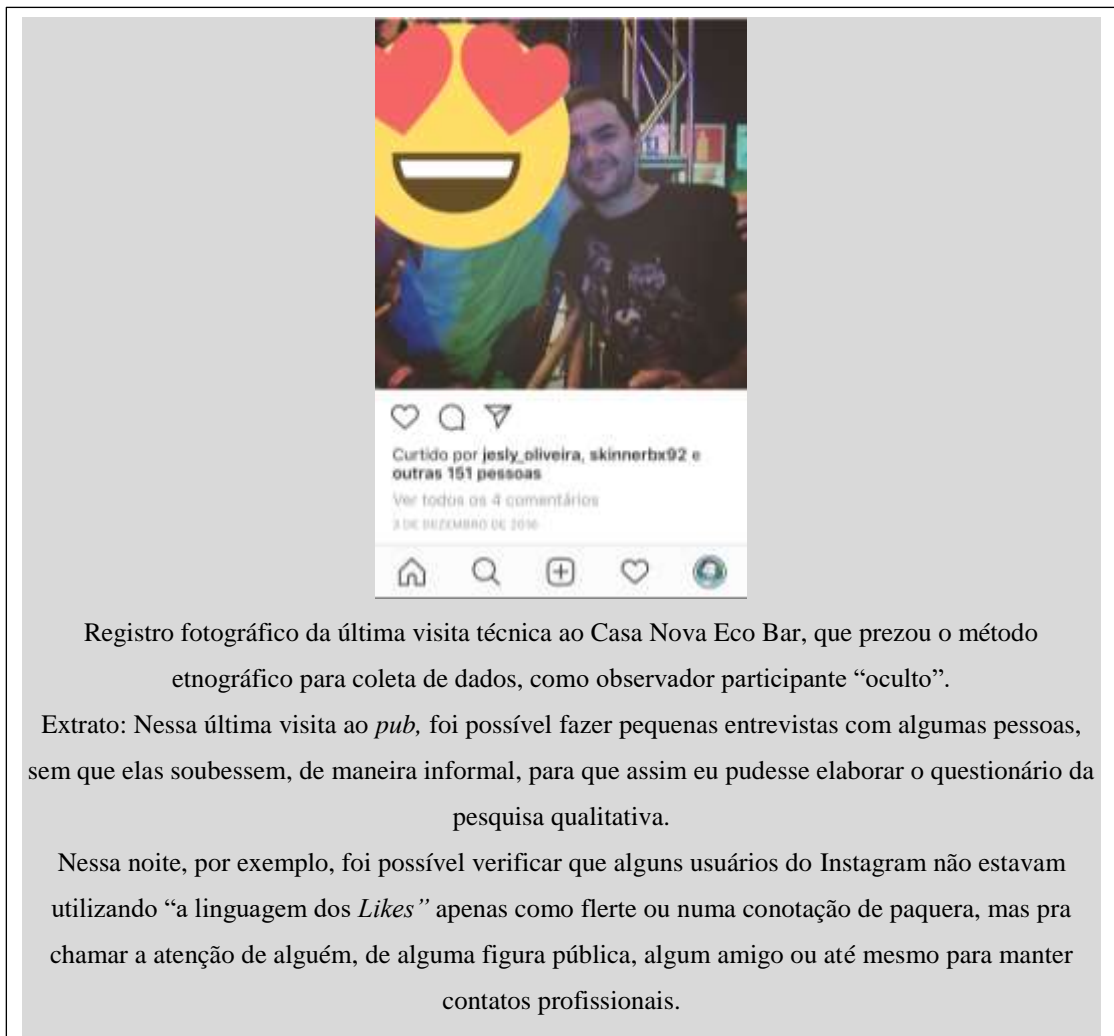 Curtido por jesly_oliveira, skinnerbx92 e
outras 151 pessoas
Ver todos os 4 comentários
3 DE DEZEMBRO DE 2016
Registro fotográfico da última visita técnica ao Casa Nova Eco Bar, que prezou o método
etnográfico para coleta de dados, como observador participante “oculto”.
Extrato: Nessa última visita ao pub, foi possível fazer pequenas entrevistas com algumas pessoas,
sem que elas soubessem, de maneira informal, para que assim eu pudesse elaborar o questionário da
pesquisa qualitativa.
Nessa noite, por exemplo, foi possível verificar que alguns usuários do Instagram não estavam
utilizando “a linguagem dos Likes” apenas como flerte ou numa conotação de paquera, mas pra
chamar a atenção de alguém, de alguma figura pública, algum amigo ou até mesmo para manter
contatos profissionais.